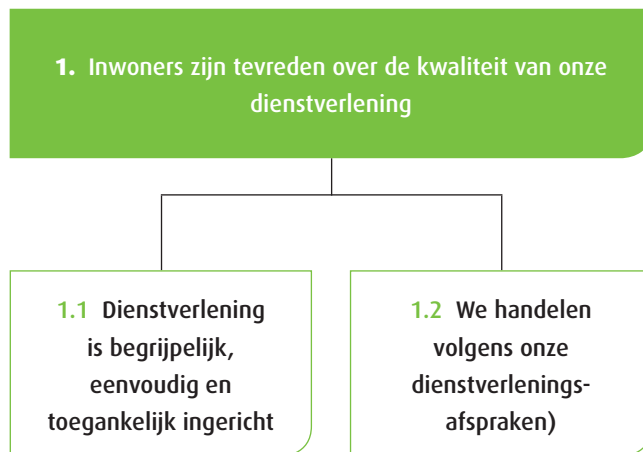 1. Inwoners zijn tevreden over de kwaliteit van onze
dienstverlening
1.1 Dienstverlening
is begrijpelijk,
eenvoudig en
toegankelijk ingericht
1.2 We handelen
volgens onze
dienstverlenings-
afspraken)